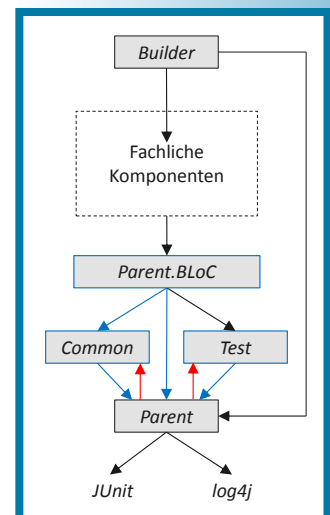 Builder
Fachliche
Komponenten
Parent.BLoC
Common
Test
Parent
JUnit
log4j